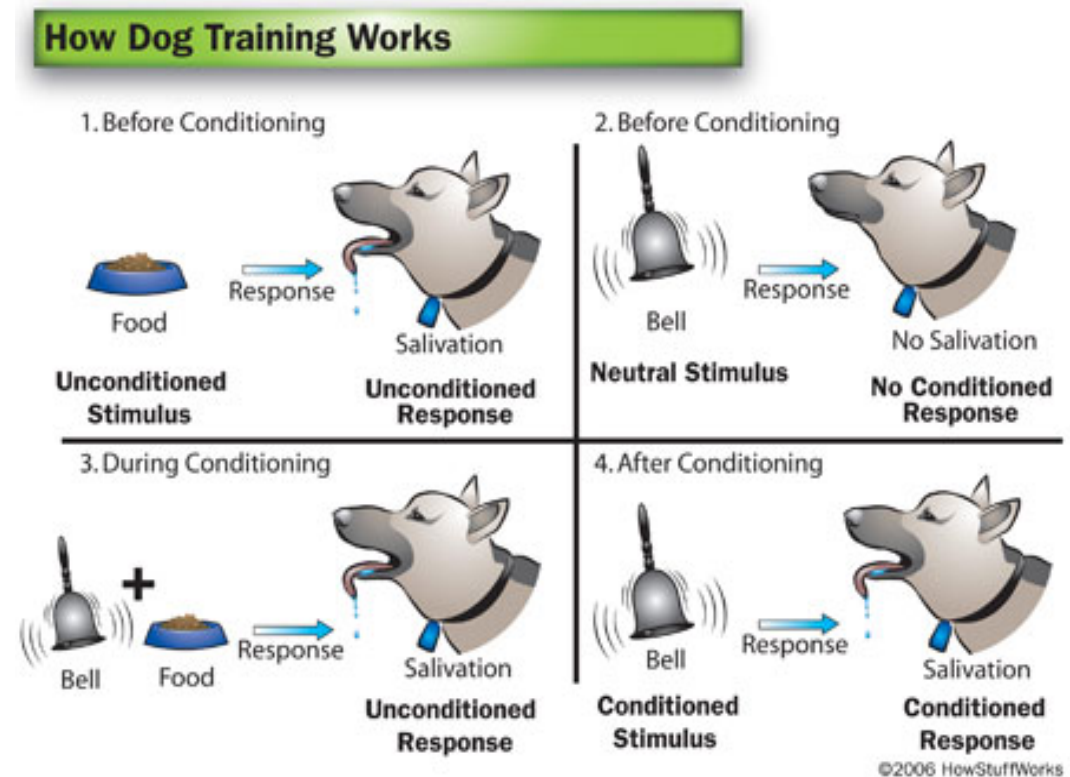 How Dog Training Works
1. Before Conditioning
Food
Response
Salivation
Unconditioned
Stimulus
Unconditioned
Response
2. Before Conditioning
Bell
Response
No Salivation
Neutral Stimulus
No Conditioned
Response
3. During Conditioning
+
Bell
Food
Response
Salivation
Unconditioned
Response
4. After Conditioning
Bell
Response
Salivation
Conditioned
Stimulus
Conditioned
Response
©2006 HowStuffWorks